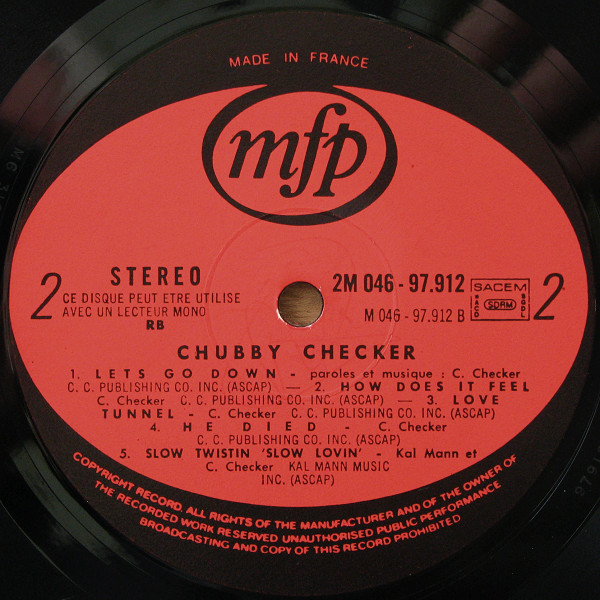 MADE IN FRANCE
mfp
2
STEREO
CE DISQUE PEUT ETRE UTILISE
AVEC UN LECTEUR MONO
RB
2M 046 - 97.912
M 046 - 97.912 B
SACEM
SACD
SDRM
SGDL
2
CHUBBY CHECKER
1. LETS GO DOWN - paroles et musique : C. Checker
C. C. PUBLISHING CO. INC. (ASCAP) — 2. HOW DOES IT FEEL
C. Checker C. C. PUBLISHING CO. INC. (ASCAP) — 3. LOVE
TUNNEL - C. Checker C. C. PUBLISHING CO. INC. (ASCAP)
4. HE DIED - C. Checker
C. C. PUBLISHING CO. INC. (ASCAP)
5. SLOW TWISTIN 'SLOW LOVIN' - Kal Mann et
C. Checker KAL MANN MUSIC
INC. (ASCAP)
COPYRIGHT RECORD. ALL RIGHTS OF THE MANUFACTURER AND OF THE OWNER OF
THE RECORDED WORK RESERVED UNAUTHORISED PUBLIC PERFORMANCE
BROADCASTING AND COPY OF THIS RECORD PROHIBITED